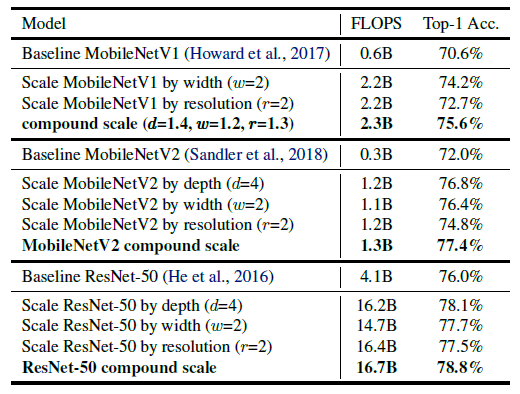 Model FLOPS Top-1 Acc.
Baseline MobileNetV1 (Howard et al., 2017) 0.6B 70.6%
Scale MobileNetV1 by width (w=2) 2.2B 74.2%
Scale MobileNetV1 by resolution (r=2) 2.2B 72.7%
compound scale (d=1.4, w=1.2, r=1.3) 2.3B 75.6%
Baseline MobileNetV2 (Sandler et al., 2018) 0.3B 72.0%
Scale MobileNetV2 by depth (d=4) 1.2B 76.8%
Scale MobileNetV2 by width (w=2) 1.1B 76.4%
Scale MobileNetV2 by resolution (r=2) 1.2B 74.8%
MobileNetV2 compound scale 1.3B 77.4%
Baseline ResNet-50 (He et al., 2016) 4.1B 76.0%
Scale ResNet-50 by depth (d=4) 16.2B 78.1%
Scale ResNet-50 by width (w=2) 14.7B 77.7%
Scale ResNet-50 by resolution (r=2) 16.4B 77.5%
ResNet-50 compound scale 16.7B 78.8%